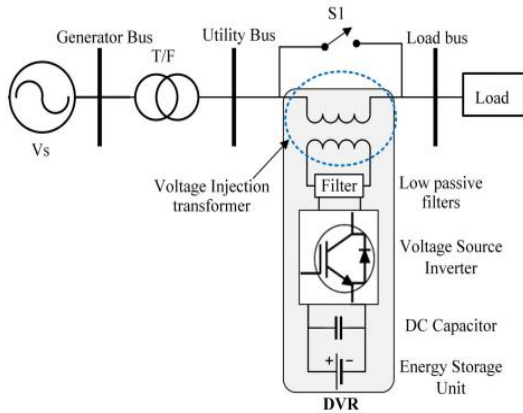 S1
Generator Bus
Utility Bus
Load bus
T/F
Load
Vs
Voltage Injection
transformer
Filter
Low passive
filters
Voltage Source
Inverter
DC Capacitor
+ −
Energy Storage
Unit
DVR